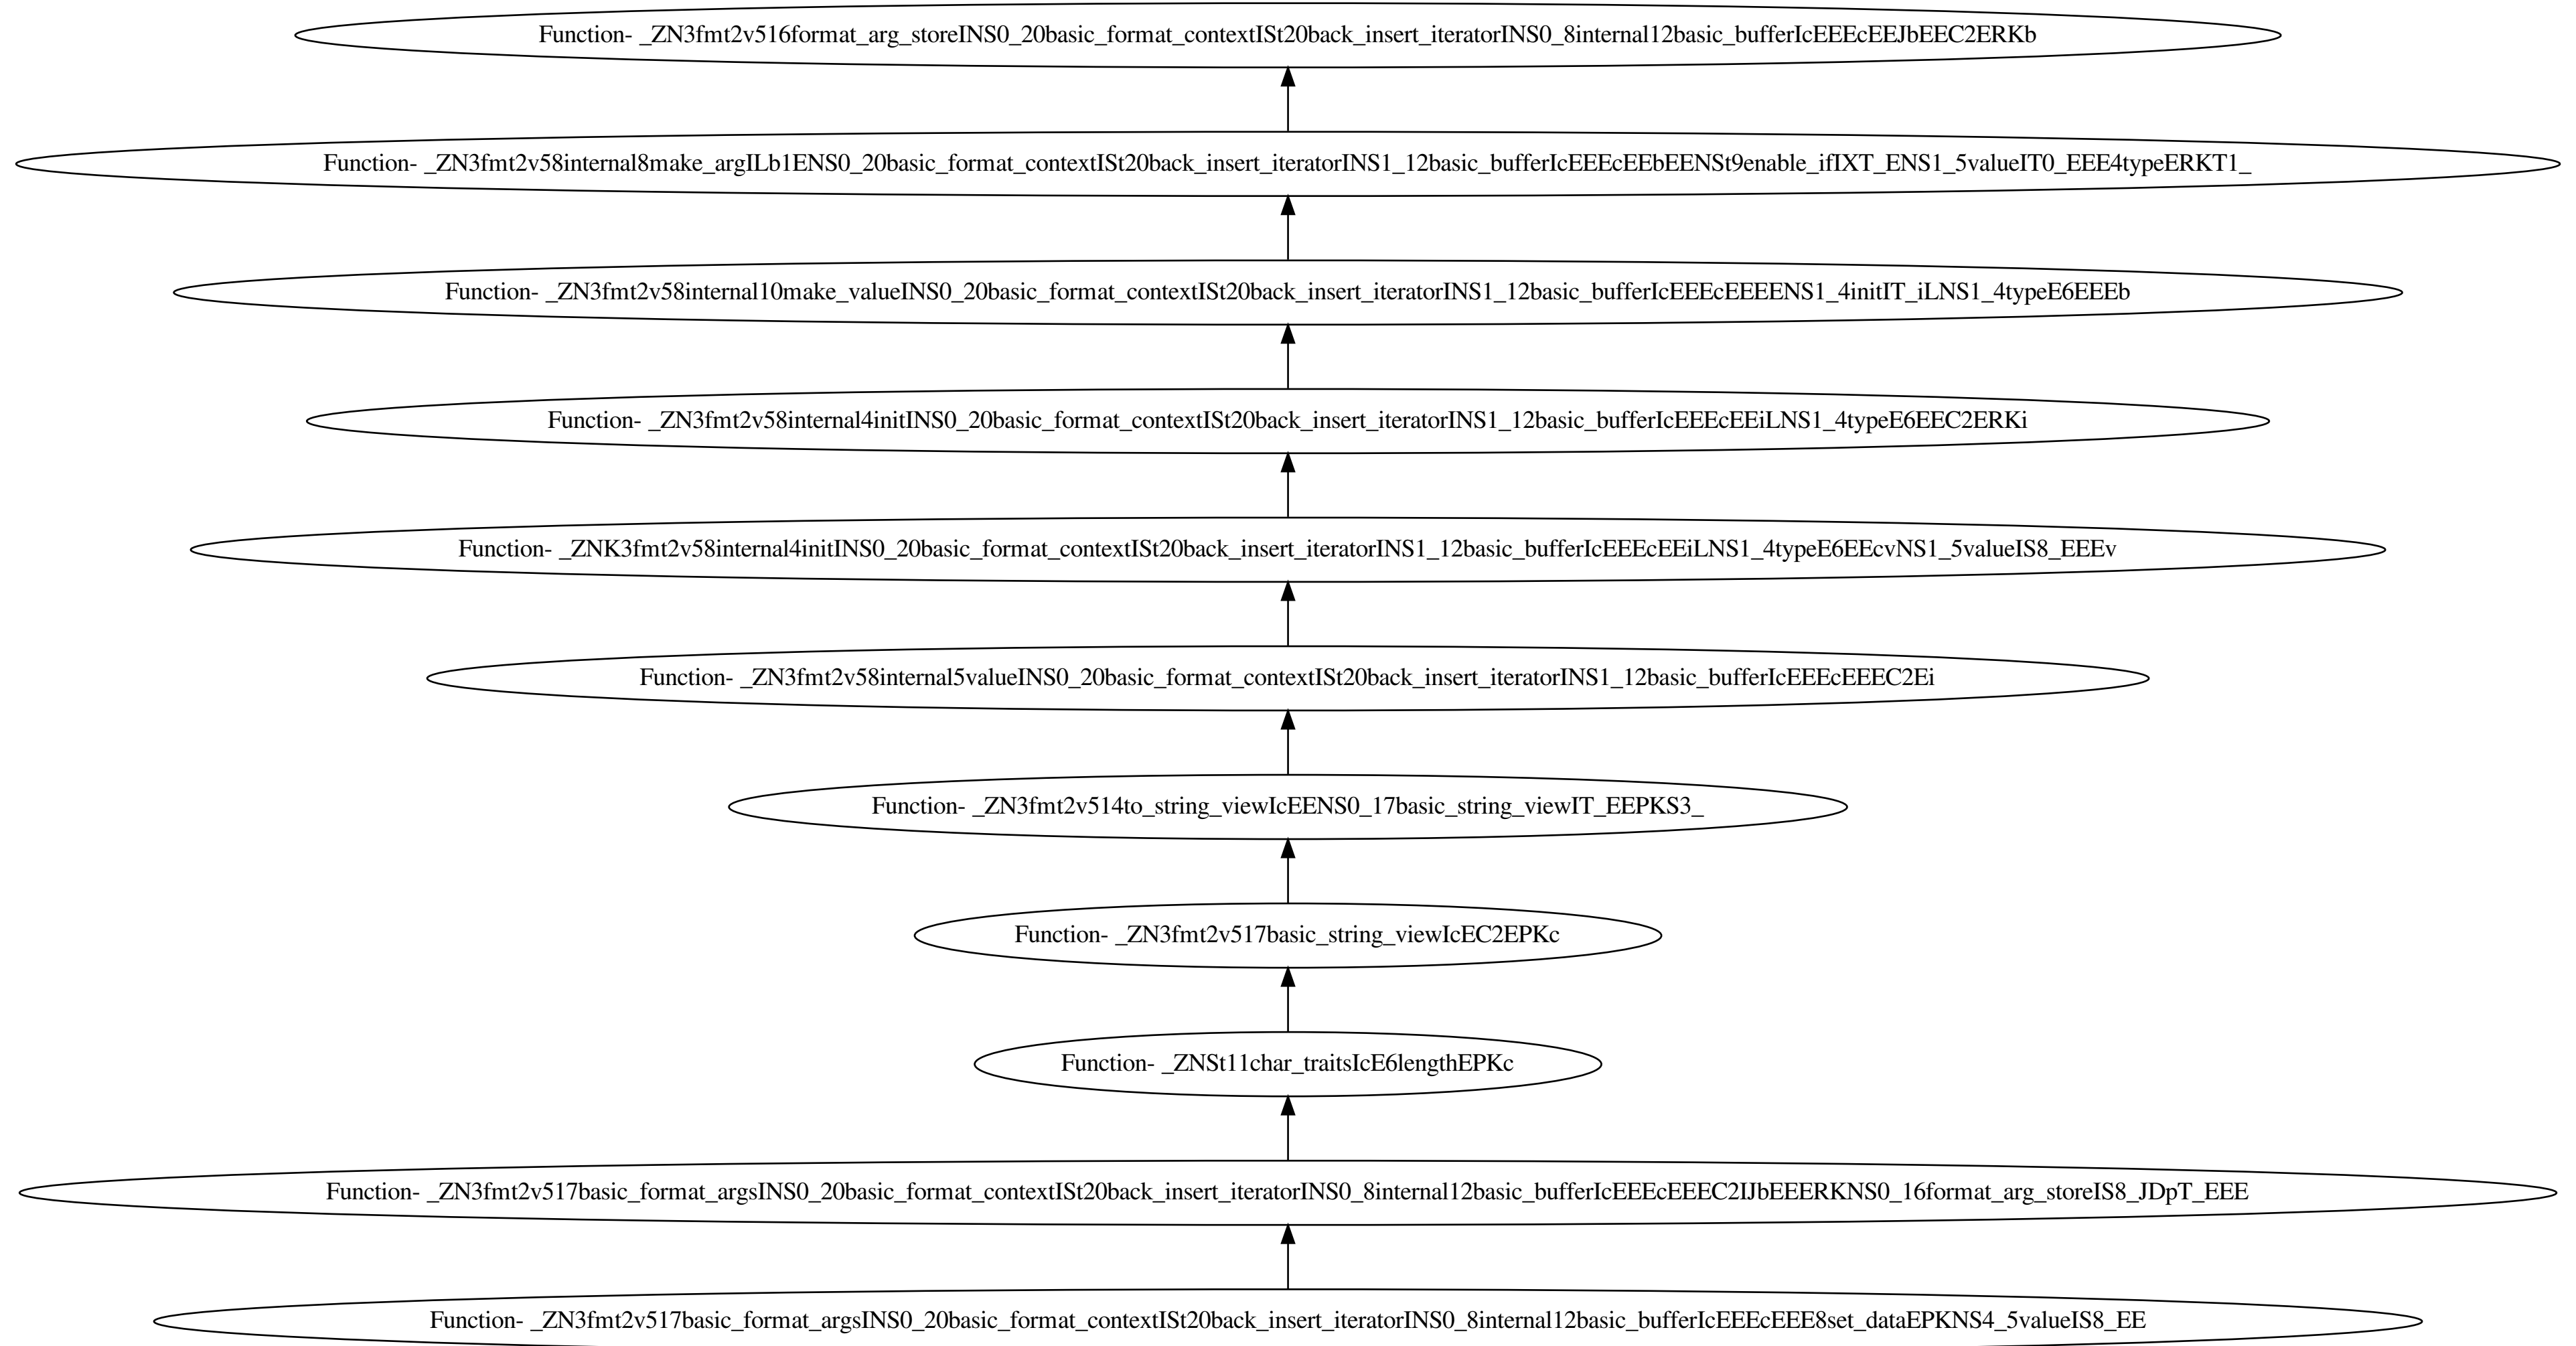 Function- _ZN3fmt2v516format_arg_storeINS0_20basic_format_contextISt20back_insert_iteratorINS0_8internal12basic_bufferIcEEEcEEJbEEC2ERKb
Function- _ZN3fmt2v58internal8make_argILb1ENS0_20basic_format_contextISt20back_insert_iteratorINS1_12basic_bufferIcEEEcEEbEENSt9enable_ifIXT_ENS1_5valueIT0_EEE4typeERKT1_
Function- _ZN3fmt2v58internal10make_valueINS0_20basic_format_contextISt20back_insert_iteratorINS1_12basic_bufferIcEEEcEEEENS1_4initIT_iLNS1_4typeE6EEEb
Function- _ZN3fmt2v58internal4initINS0_20basic_format_contextISt20back_insert_iteratorINS1_12basic_bufferIcEEEcEEiLNS1_4typeE6EEC2ERKi
Function- _ZNK3fmt2v58internal4initINS0_20basic_format_contextISt20back_insert_iteratorINS1_12basic_bufferIcEEEcEEiLNS1_4typeE6EEcvNS1_5valueIS8_EEEv
Function- _ZN3fmt2v58internal5valueINS0_20basic_format_contextISt20back_insert_iteratorINS1_12basic_bufferIcEEEcEEEC2Ei
Function- _ZN3fmt2v514to_string_viewIcEENS0_17basic_string_viewIT_EEPKS3_
Function- _ZN3fmt2v517basic_string_viewIcEC2EPKc
Function- _ZNSt11char_traitsIcE6lengthEPKc
Function- _ZN3fmt2v517basic_format_argsINS0_20basic_format_contextISt20back_insert_iteratorINS0_8internal12basic_bufferIcEEEcEEEC2IJbEEERKNS0_16format_arg_storeIS8_JDpT_EEE
Function- _ZN3fmt2v517basic_format_argsINS0_20basic_format_contextISt20back_insert_iteratorINS0_8internal12basic_bufferIcEEEcEEE8set_dataEPKNS4_5valueIS8_EE